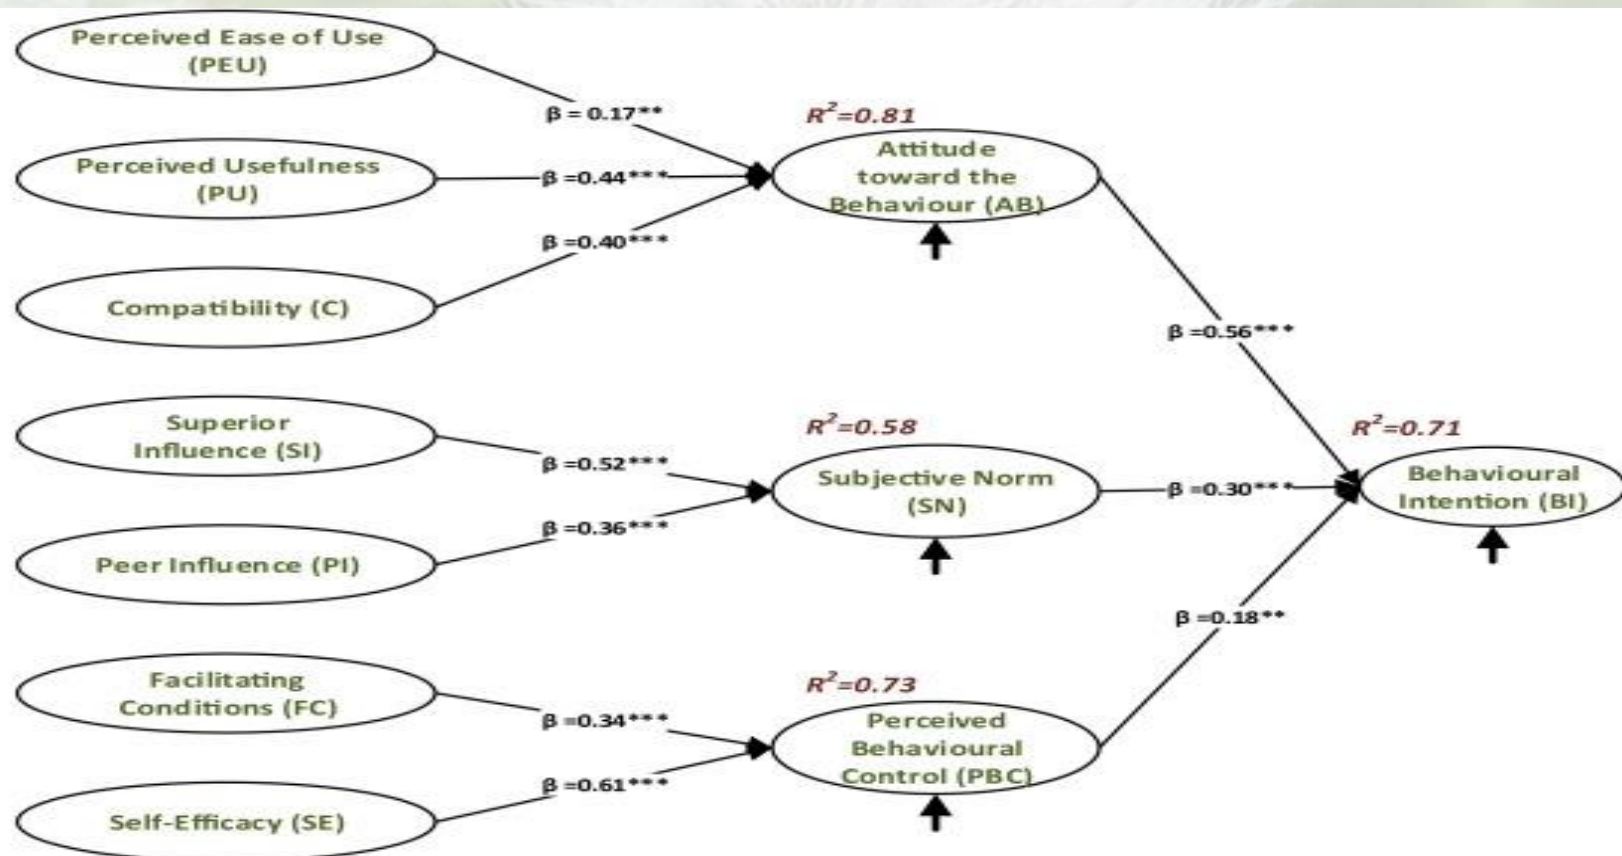 Perceived Ease of Use
(PEU)
β = 0.17**
R²=0.81
Perceived Usefulness
(PU)
β =0.44***
Attitude
toward the
Behaviour (AB)
β =0.40***
Compatibility (C)
β =0.56***
Superior
Influence (SI)
β =0.52***
R²=0.58
Subjective Norm
(SN)
β =0.30***
R²=0.71
Behavioural
Intention (BI)
β =0.36***
Peer Influence (PI)
β =0.18**
Facilitating
Conditions (FC)
β =0.34***
R²=0.73
Perceived
Behavioural
Control (PBC)
β =0.61***
Self-Efficacy (SE)